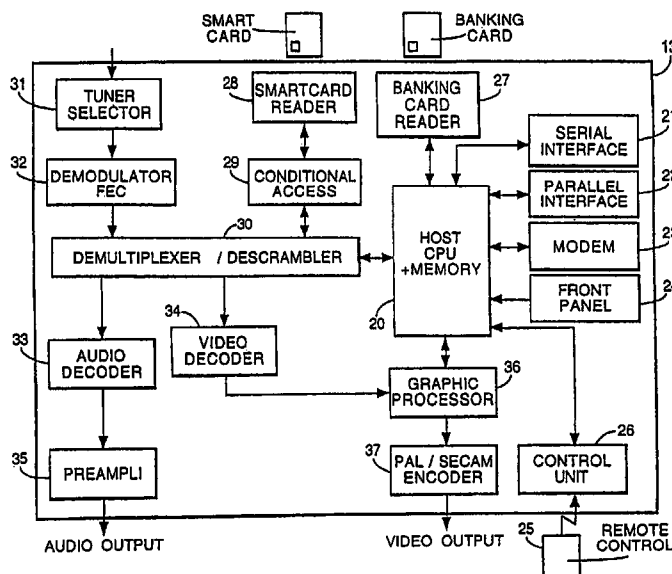 SMART
CARD
BANKING
CARD
31
TUNER
SELECTOR
28
SMARTCARD
READER
BANKING
CARD
READER
27
32
DEMODULATOR
FEC
29
CONDITIONAL
ACCESS
SERIAL
INTERFACE
PARALLEL
INTERFACE
30
DEMULTIPLEXER / DESCRAMBLER
HOST
CPU
+MEMORY
20
MODEM
FRONT
PANEL
33
AUDIO
DECODER
34
VIDEO
DECODER
GRAPHIC
PROCESSOR
36
35
PREAMPLI
37
PAL / SECAM
ENCODER
26
CONTROL
UNIT
AUDIO OUTPUT
VIDEO OUTPUT
25
REMOTE
CONTROL